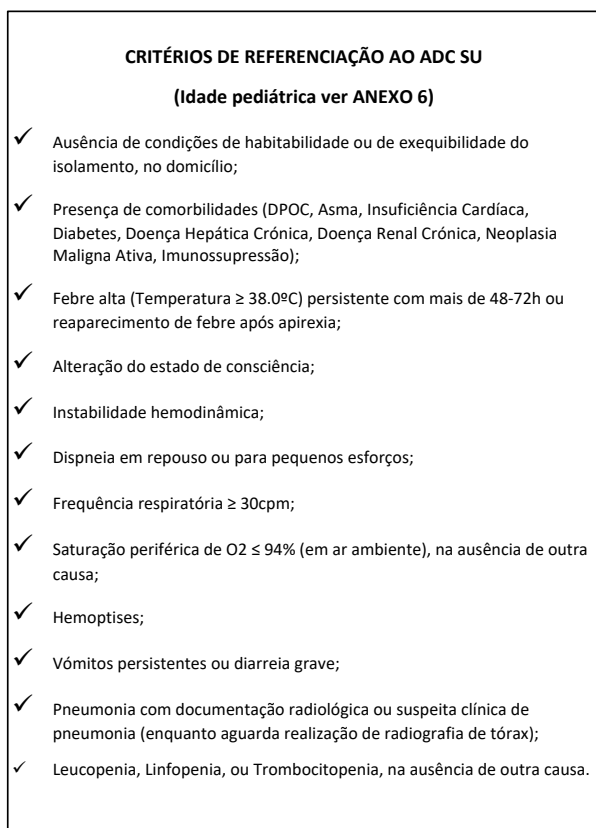 CRITÉRIOS DE REFERENCIAÇÃO AO ADC SU
(Idade pediátrica ver ANEXO 6)
✓ Ausência de condições de habitabilidade ou de exequibilidade do
isolamento, no domicílio;
✓ Presença de comorbilidades (DPOC, Asma, Insuficiência Cardíaca,
Diabetes, Doença Hepática Crónica, Doença Renal Crónica, Neoplasia
Maligna Ativa, Imunossupressão);
✓ Febre alta (Temperatura ≥ 38.0ºC) persistente com mais de 48-72h ou
reaparecimento de febre após apirexia;
✓ Alteração do estado de consciência;
✓ Instabilidade hemodinâmica;
✓ Dispneia em repouso ou para pequenos esforços;
✓ Frequência respiratória ≥ 30cpm;
✓ Saturação periférica de O2 ≤ 94% (em ar ambiente), na ausência de outra
causa;
✓ Hemoptises;
✓ Vómitos persistentes ou diarreia grave;
✓ Pneumonia com documentação radiológica ou suspeita clínica de
pneumonia (enquanto aguarda realização de radiografia de tórax);
✓ Leucopenia, Linfopenia, ou Trombocitopenia, na ausência de outra causa.